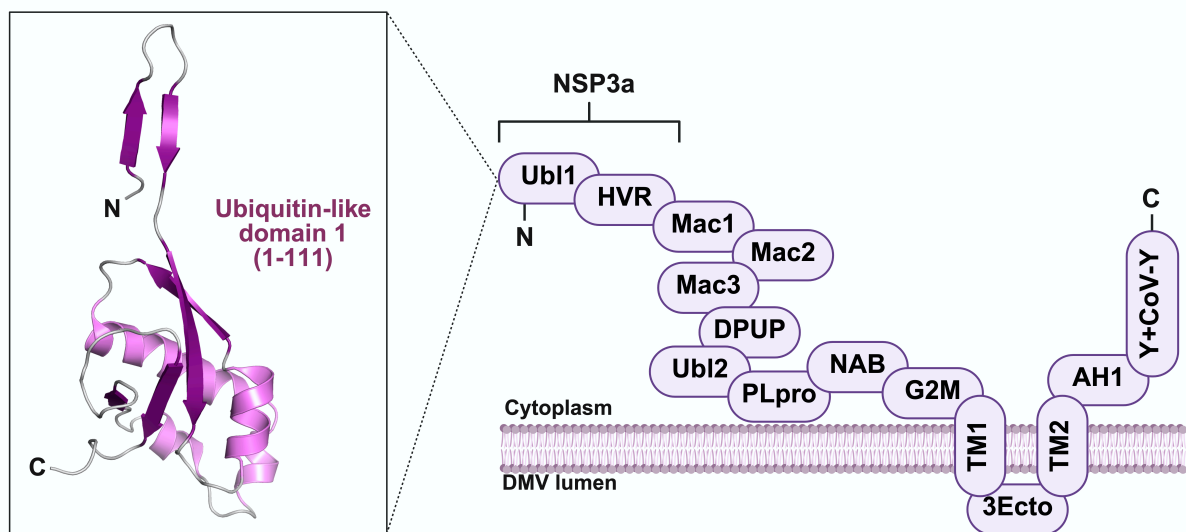 NSP3a
N
Ubiquitin-like
domain 1
(1-111)
C
Ubl1
HVR
Mac1
Mac2
Mac3
DPUP
Ubl2
PLpro
NAB
G2M
TM1
3Ecto
TM2
AH1
Y+CoV-Y
C
N
Cytoplasm
DMV lumen